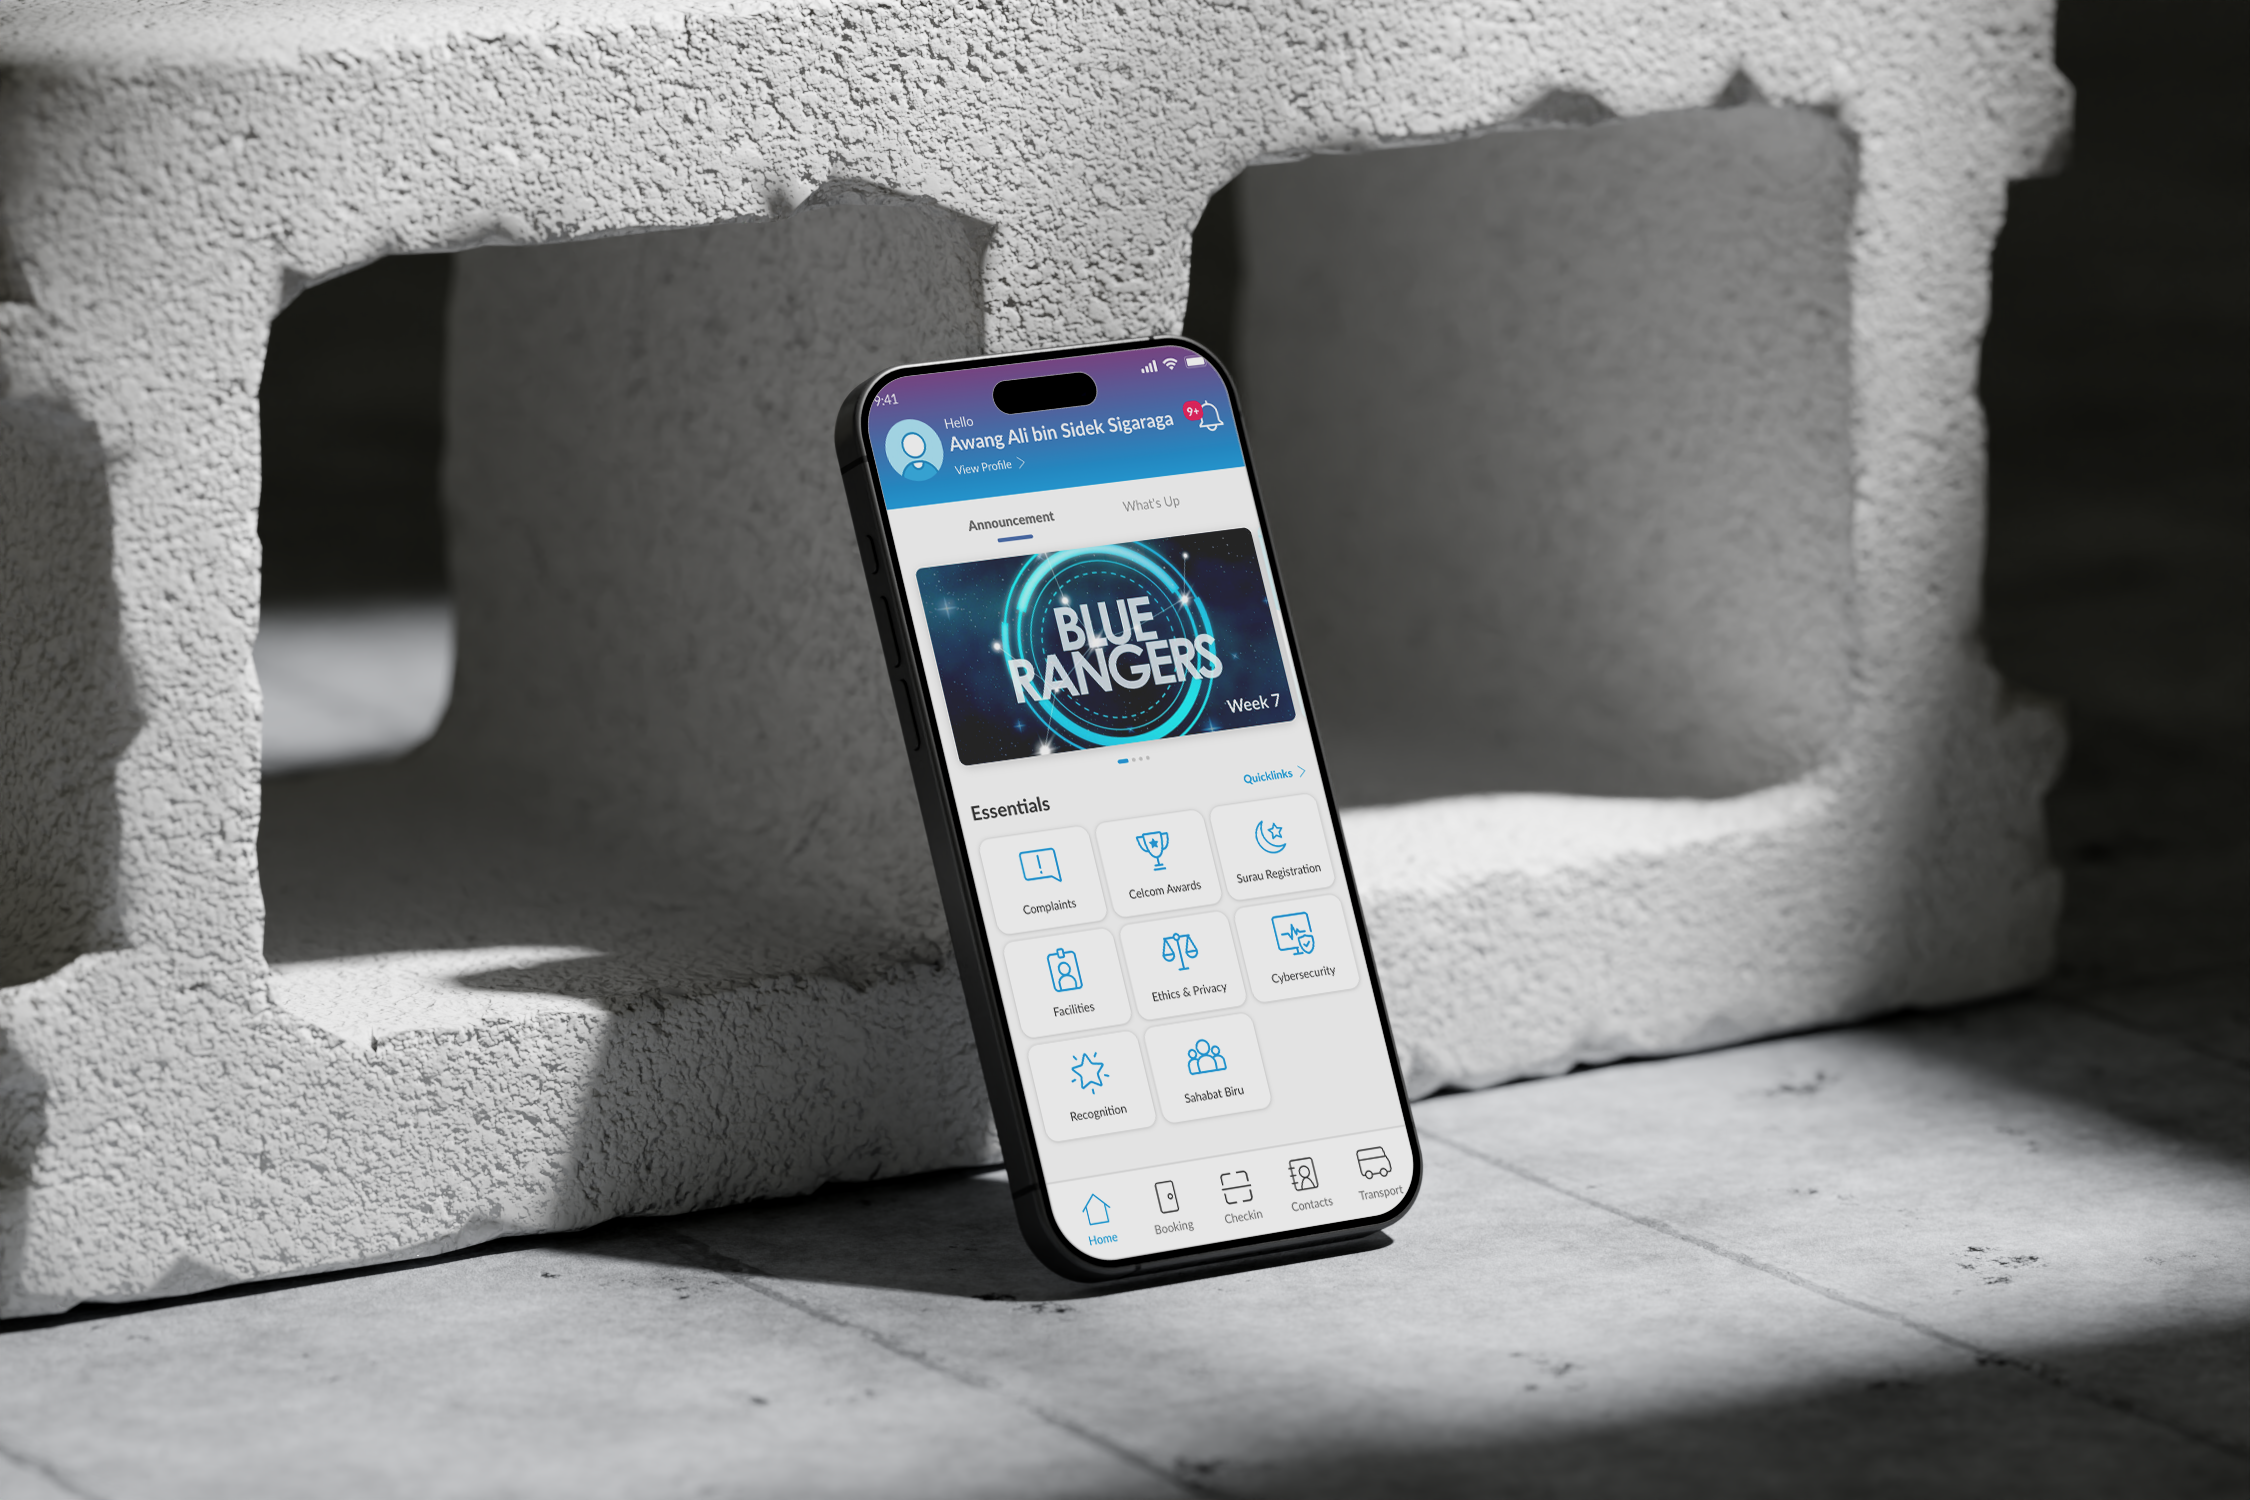 9:41
Hello
Awang Ali bin Sidek Sigaraga
9+
View Profile
Announcement
What's Up
BLUE
RANGERS
Week 7
Quicklinks
Essentials
Complaints
Celcom Awards
Surau Registration
Facilities
Ethics & Privacy
Cybersecurity
Recognition
Sahabat Biru
Home
Booking
Checkin
Contacts
Transport